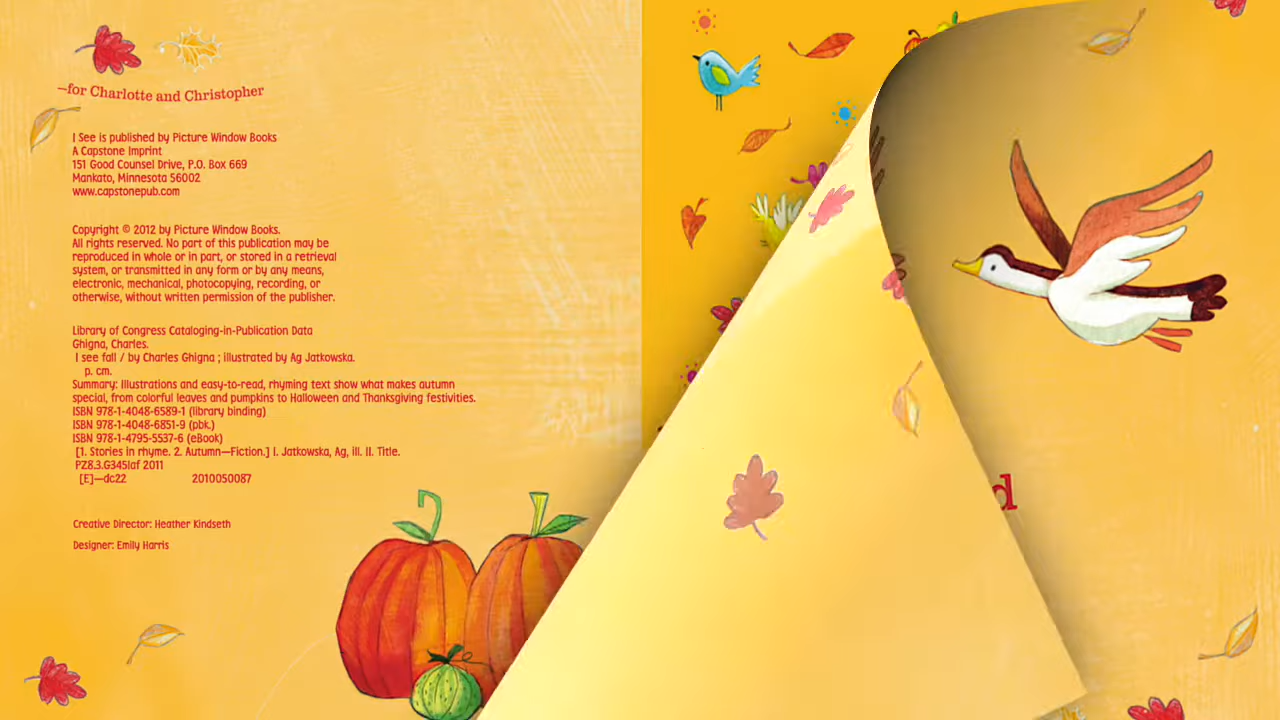 —for Charlotte and Christopher
I See is published by Picture Window Books
A Capstone Imprint
151 Good Counsel Drive, P.O. Box 669
Mankato, Minnesota 56002
www.capstonepub.com
Copyright © 2012 by Picture Window Books.
All rights reserved. No part of this publication may be
reproduced in whole or in part, or stored in a retrieval
system, or transmitted in any form or by any means,
electronic, mechanical, photocopying, recording, or
otherwise, without written permission of the publisher.
Library of Congress Cataloging-in-Publication Data
Ghigna, Charles.
I see fall / by Charles Ghigna ; illustrated by Ag Jatkowska.
p. cm.
Summary: Illustrations and easy-to-read, rhyming text show what makes autumn
special, from colorful leaves and pumpkins to Halloween and Thanksgiving festivities.
ISBN 978-1-4048-6589-1 (library binding)
ISBN 978-1-4048-6851-9 (pbk.)
ISBN 978-1-4795-5537-6 (eBook)
[1. Stories in rhyme. 2. Autumn—Fiction.] I. Jatkowska, Ag, ill. II. Title.
PZ8.3.G345Iaf 2011
[E]—dc22 2010050087
Creative Director: Heather Kindseth
Designer: Emily Harris